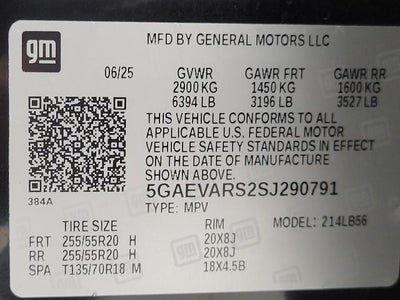 gm
MFD BY GENERAL MOTORS LLC
06/25 GVWR GAWR FRT GAWR RR
2900 KG 1450 KG 1600 KG
6394 LB 3196 LB 3527 LB
THIS VEHICLE CONFORMS TO ALL
APPLICABLE U.S. FEDERAL MOTOR
VEHICLE SAFETY STANDARDS IN EFFECT
ON THE DATE OF MANUFACTURE
SHOWN ABOVE.
384A
5GAEVARS2SJ290791
TYPE: MPV
TIRE SIZE RIM MODEL: 214LB56
FRT 255/55R20 H 20X8J
RR 255/55R20 H 20X8J
SPA T135/70R18 M 18X4.5B